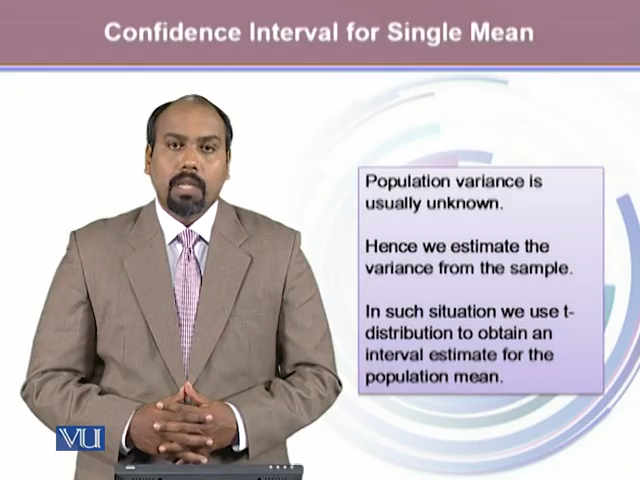 Confidence Interval for Single Mean
Population variance is
usually unknown.
Hence we estimate the
variance from the sample.
In such situation we use t-
distribution to obtain an
interval estimate for the
population mean.
VU